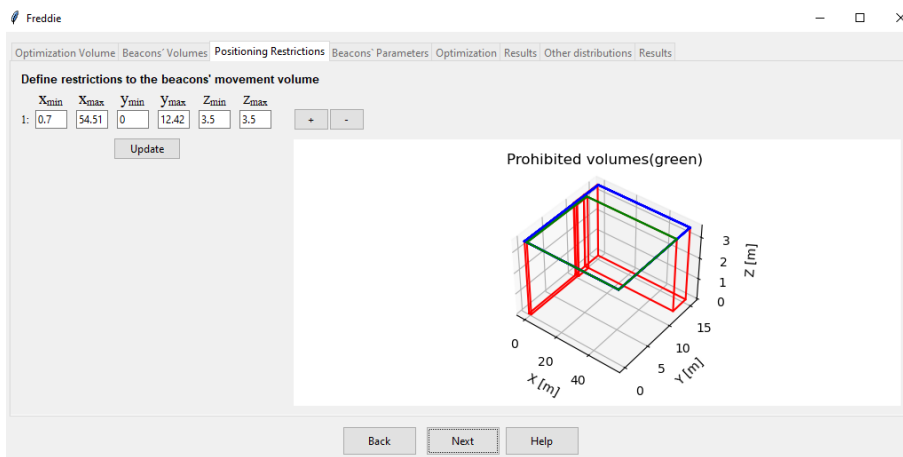 Freddie
Optimization Volume Beacons´ Volumes Positioning Restrictions Beacons´ Parameters Optimization Results Other distributions Results
Define restrictions to the beacons' movement volume
xmin xmax ymin ymax zmin zmax
1: 0.7 54.51 0 12.42 3.5 3.5 + -
Update
Prohibited volumes(green)
3
2
1
0
Z [m]
0
20
40
X [m]
0
5
10
15
Y [m]
Back Next Help